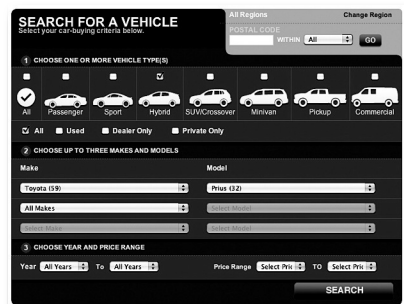 SEARCH FOR A VEHICLE
Select your car-buying criteria below.
All Regions Change Region
POSTAL CODE
WITHIN All GO
1 CHOOSE ONE OR MORE VEHICLE TYPE(S)
All Passenger Sport Hybrid SUV/Crossover Minivan Pickup Commercial
All Used Dealer Only Private Only
2 CHOOSE UP TO THREE MAKES AND MODELS
Make Model
Toyota (59) Prius (32)
All Makes Select Model
Select Make Select Model
3 CHOOSE YEAR AND PRICE RANGE
Year All Years To All Years Price Range Select Pric TO Select Pric
SEARCH